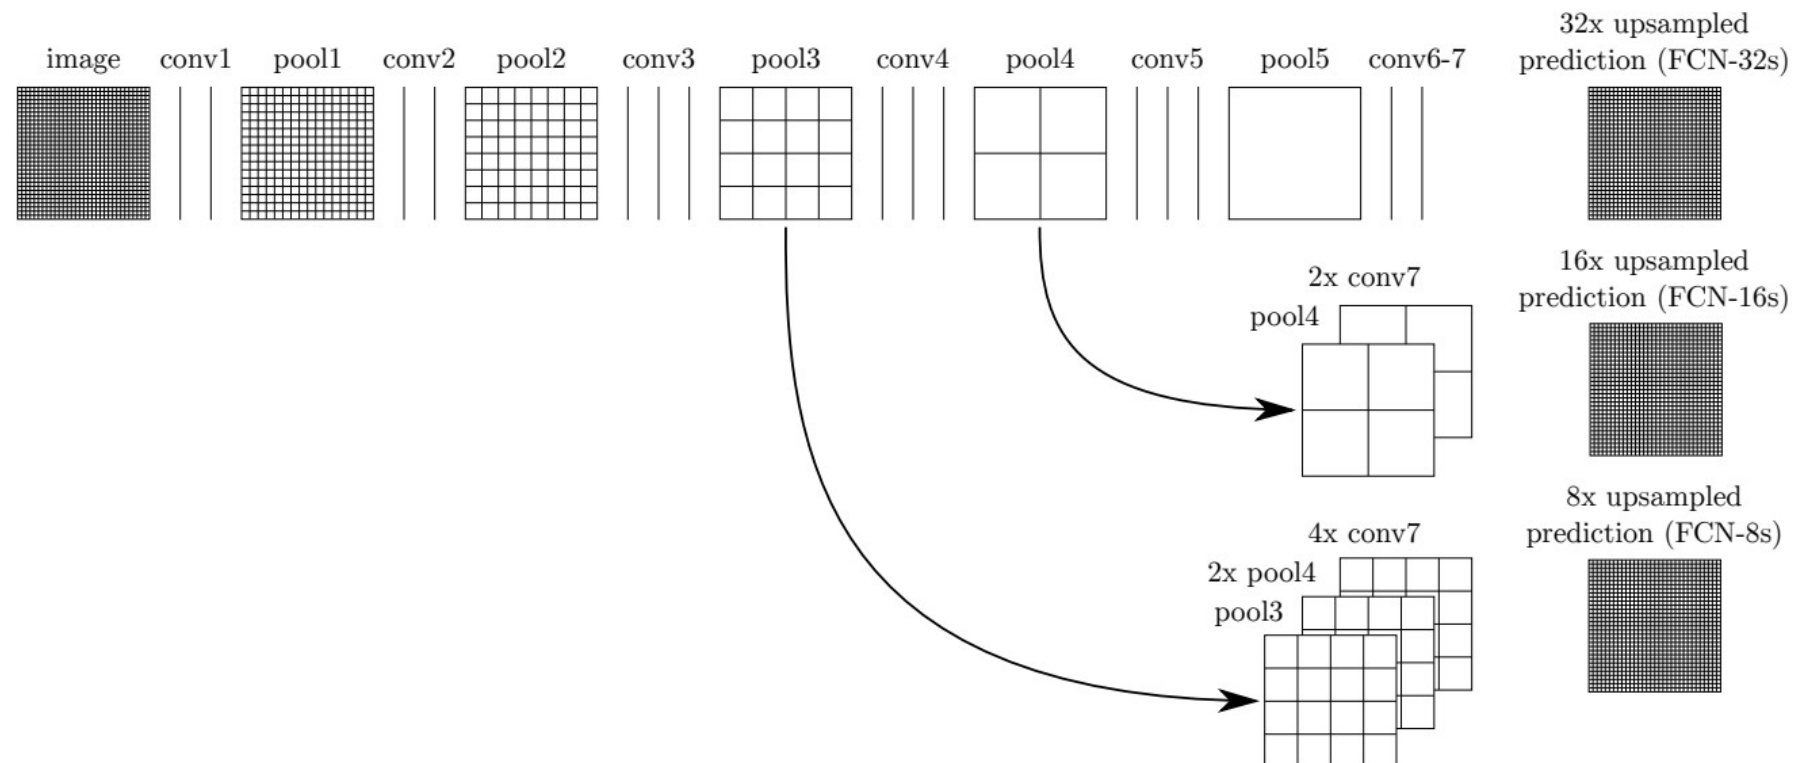 32x upsampled
image conv1 pool1 conv2 pool2 conv3 pool3 conv4 pool4 conv5 pool5 conv6-7 prediction (FCN-32s)
16x upsampled
2x conv7 prediction (FCN-16s)
pool4
8x upsampled
4x conv7 prediction (FCN-8s)
2x pool4
pool3